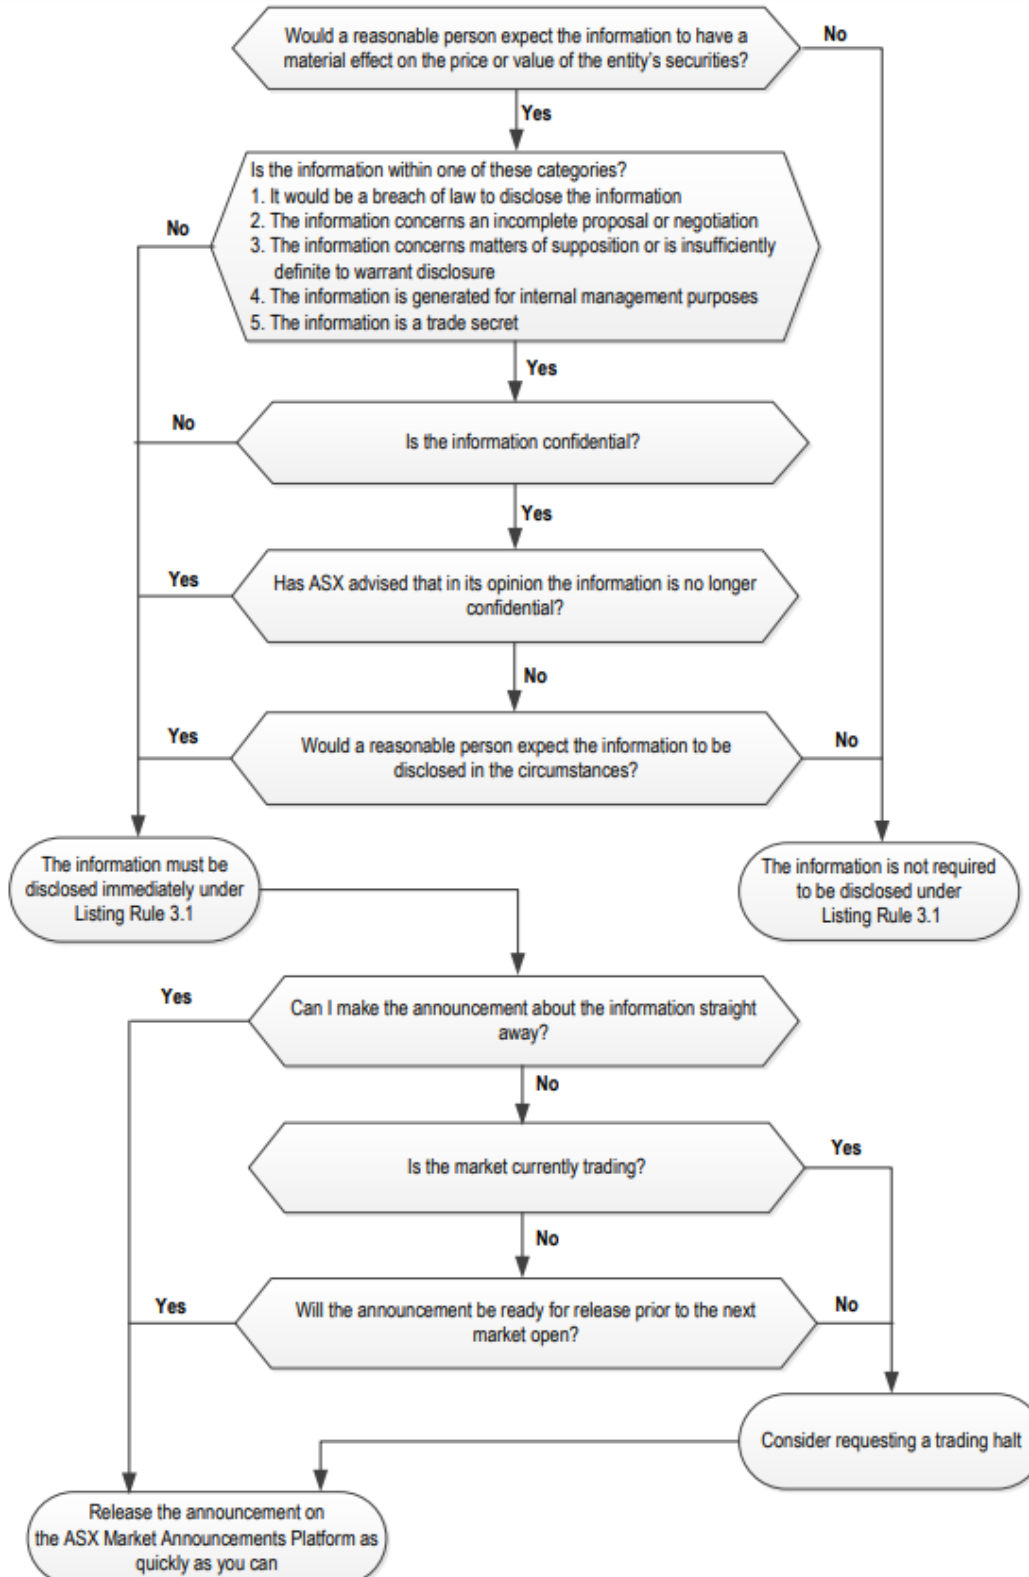 Would a reasonable person expect the information to have a
material effect on the price or value of the entity's securities?
No
Yes
Is the information within one of these categories?
1. It would be a breach of law to disclose the information
2. The information concerns an incomplete proposal or negotiation
3. The information concerns matters of supposition or is insufficiently
definite to warrant disclosure
4. The information is generated for internal management purposes
5. The information is a trade secret
No
Yes
Is the information confidential?
No
Yes
Has ASX advised that in its opinion the information is no longer
confidential?
Yes
No
Would a reasonable person expect the information to be
disclosed in the circumstances?
Yes
No
The information must be
disclosed immediately under
Listing Rule 3.1
The information is not required
to be disclosed under
Listing Rule 3.1
Can I make the announcement about the information straight
away?
Yes
No
Is the market currently trading?
Yes
No
Will the announcement be ready for release prior to the next
market open?
Yes
No
Consider requesting a trading halt
Release the announcement on
the ASX Market Announcements Platform as
quickly as you can